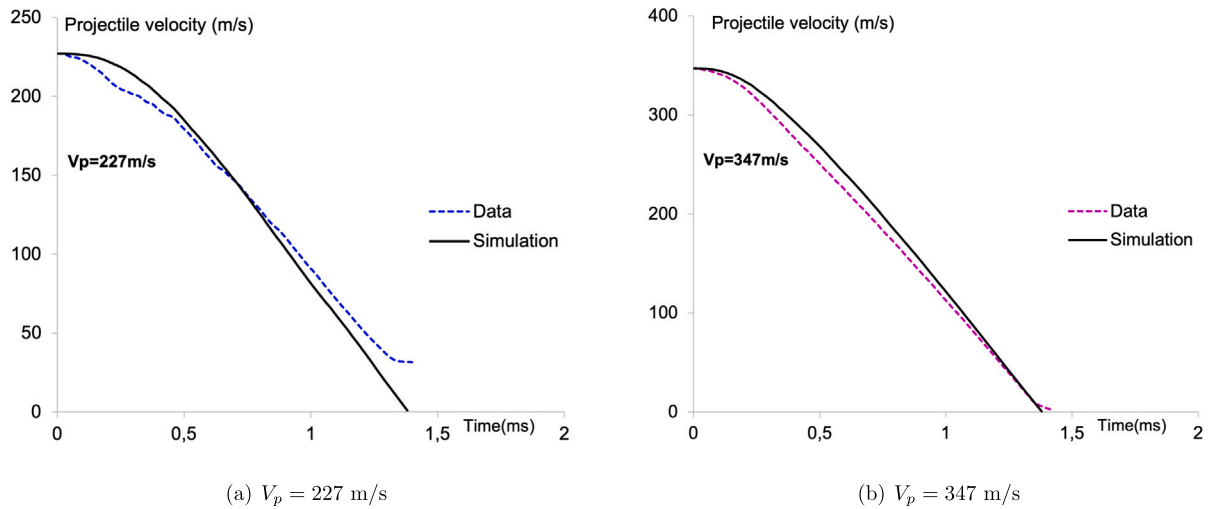 250
Projectile velocity (m/s)
200
Vp=227m/s
150
Data
Simulation
100
50
0
0
0,5
1
1,5
2
Time(ms)
(a) Vp = 227 m/s
400
Projectile velocity (m/s)
300
Vp=347m/s
200
Data
Simulation
100
0
0
0,5
1
1,5
2
Time(ms)
(b) Vp = 347 m/s